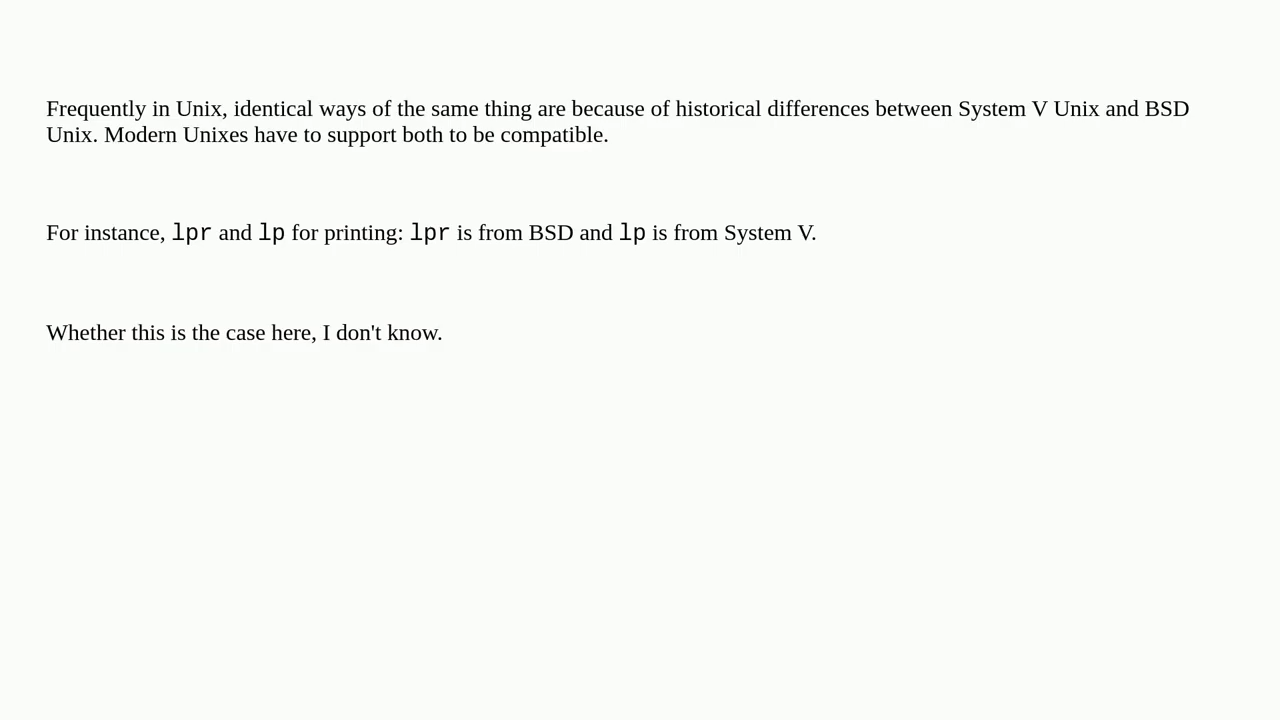 Frequently in Unix, identical ways of the same thing are because of historical differences between System V Unix and BSD
Unix. Modern Unixes have to support both to be compatible.
For instance, lpr and lp for printing: lpr is from BSD and lp is from System V.
Whether this is the case here, I don't know.